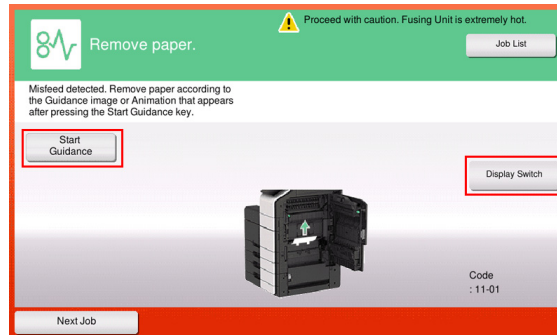 Proceed with caution. Fusing Unit is extremely hot.
Remove paper.
Job List
Misfeed detected. Remove paper according to
the Guidance image or Animation that appears
after pressing the Start Guidance key.
Start
Guidance
Display Switch
Code
: 11-01
Next Job